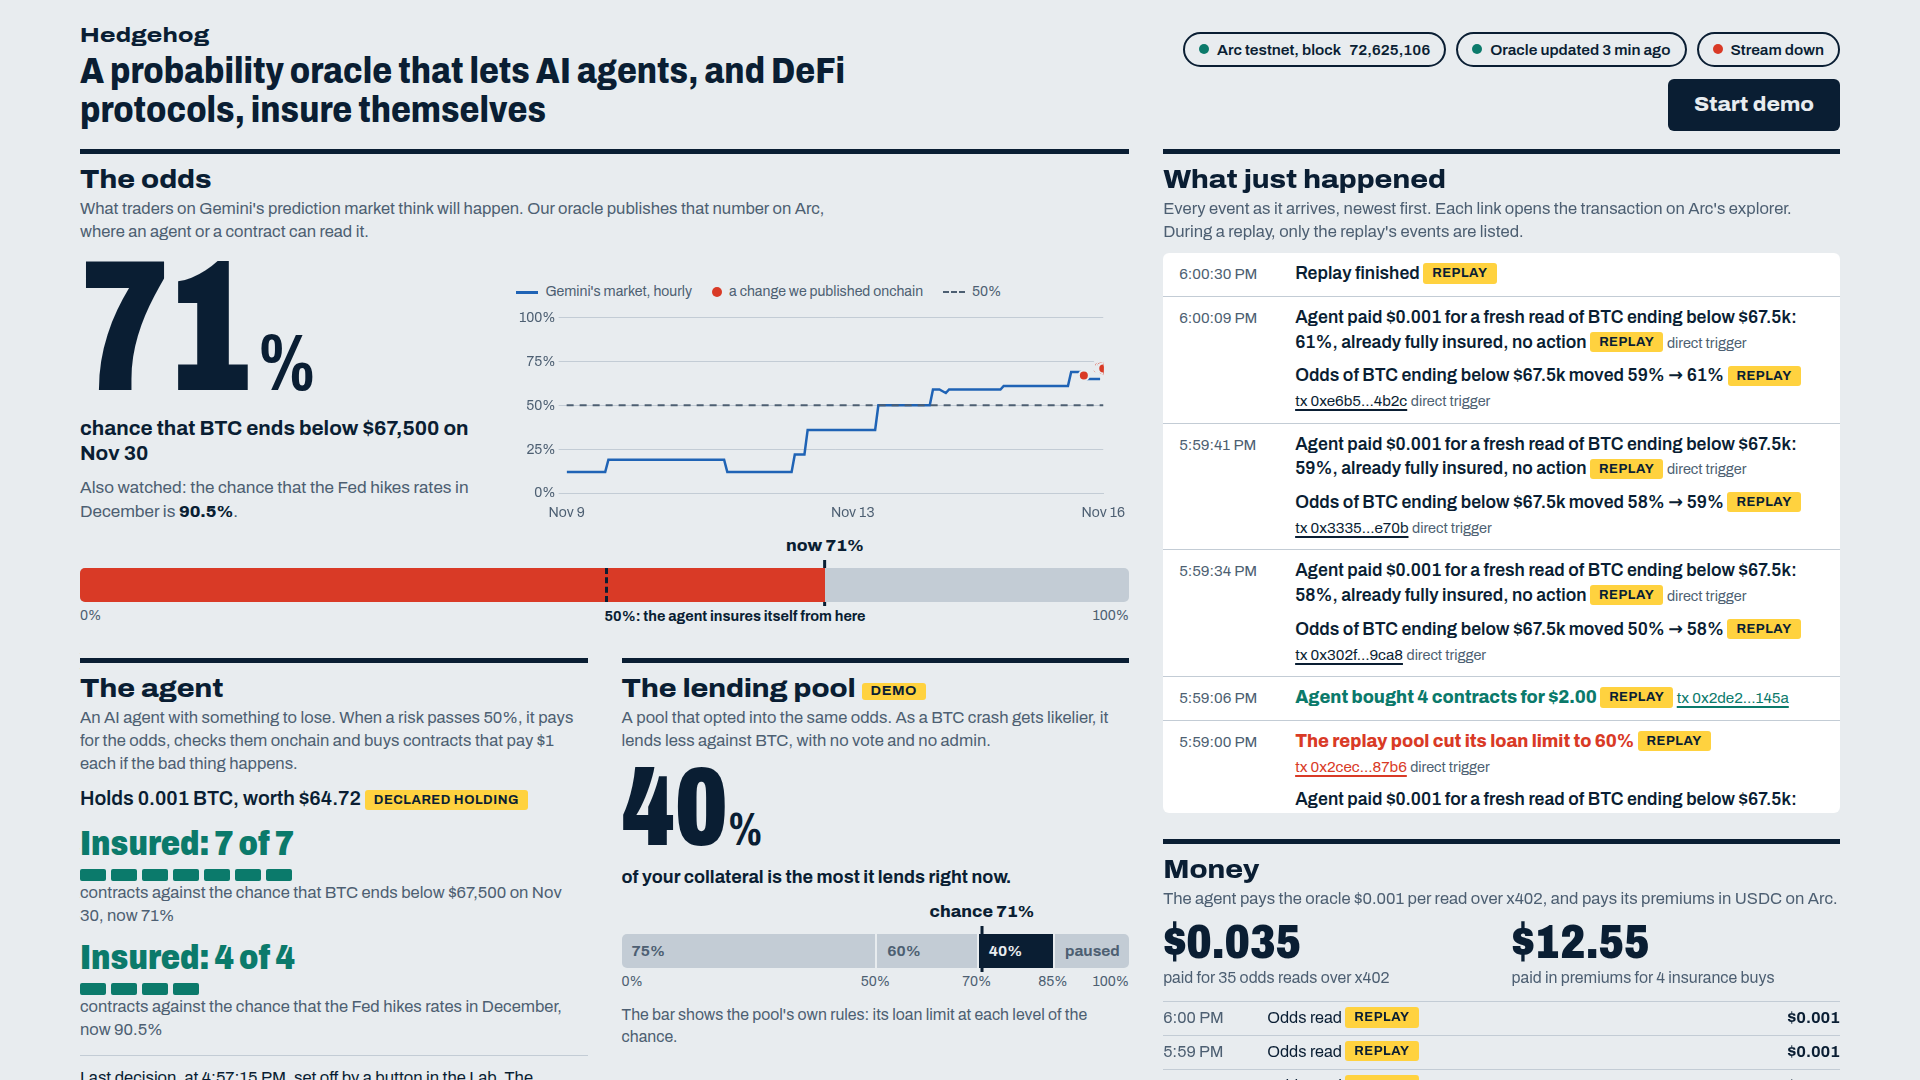 Hedgehog
A probability oracle that lets AI agents, and DeFi
protocols, insure themselves
Arc testnet, block 72,625,106
Oracle updated 3 min ago
Stream down
Start demo
The odds
What traders on Gemini's prediction market think will happen. Our oracle publishes that number on Arc,
where an agent or a contract can read it.
71%
chance that BTC ends below $67,500 on
Nov 30
Also watched: the chance that the Fed hikes rates in
December is 90.5%.
Gemini's market, hourly
a change we published onchain
50%
100%
75%
50%
25%
0%
Nov 9
Nov 13
Nov 16
now 71%
0%
50%: the agent insures itself from here
100%
The agent
An AI agent with something to lose. When a risk passes 50%, it pays
for the odds, checks them onchain and buys contracts that pay $1
each if the bad thing happens.
Holds 0.001 BTC, worth $64.72 DECLARED HOLDING
Insured: 7 of 7
contracts against the chance that BTC ends below $67,500 on Nov
30, now 71%
Insured: 4 of 4
contracts against the chance that the Fed hikes rates in December,
now 90.5%
Last decision, at 4:57:15 PM, set off by a button in the Lab. The
The lending pool DEMO
A pool that opted into the same odds. As a BTC crash gets likelier, it
lends less against BTC, with no vote and no admin.
40%
of your collateral is the most it lends right now.
chance 71%
75%
60%
40%
paused
0%
50%
70%
85%
100%
The bar shows the pool's own rules: its loan limit at each level of the
chance.
What just happened
Every event as it arrives, newest first. Each link opens the transaction on Arc's explorer.
During a replay, only the replay's events are listed.
6:00:30 PM
Replay finished REPLAY
6:00:09 PM
Agent paid $0.001 for a fresh read of BTC ending below $67.5k:
61%, already fully insured, no action REPLAY direct trigger
Odds of BTC ending below $67.5k moved 59% → 61% REPLAY
tx 0xe6b5…4b2c direct trigger
5:59:41 PM
Agent paid $0.001 for a fresh read of BTC ending below $67.5k:
59%, already fully insured, no action REPLAY direct trigger
Odds of BTC ending below $67.5k moved 58% → 59% REPLAY
tx 0x3335…e70b direct trigger
5:59:34 PM
Agent paid $0.001 for a fresh read of BTC ending below $67.5k:
58%, already fully insured, no action REPLAY direct trigger
Odds of BTC ending below $67.5k moved 50% → 58% REPLAY
tx 0x302f…9ca8 direct trigger
5:59:06 PM
Agent bought 4 contracts for $2.00 REPLAY tx 0x2de2…145a
5:59:00 PM
The replay pool cut its loan limit to 60% REPLAY
tx 0x2cec…87b6 direct trigger
Agent paid $0.001 for a fresh read of BTC ending below $67.5k:
Money
The agent pays the oracle $0.001 per read over x402, and pays its premiums in USDC on Arc.
$0.035
paid for 35 odds reads over x402
$12.55
paid in premiums for 4 insurance buys
6:00 PM Odds read REPLAY $0.001
5:59 PM Odds read REPLAY $0.001